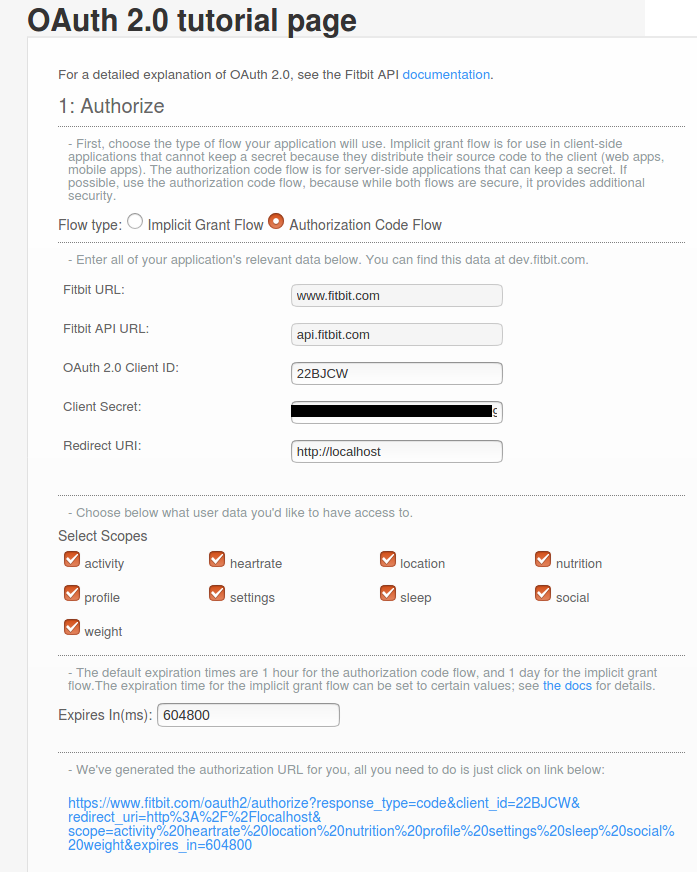 OAuth 2.0 tutorial page
For a detailed explanation of OAuth 2.0, see the Fitbit API documentation.
1: Authorize
- First, choose the type of flow your application will use. Implicit grant flow is for use in client-side
applications that cannot keep a secret because they distribute their source code to the client (web apps,
mobile apps). The authorization code flow is for server-side applications that can keep a secret. If
possible, use the authorization code flow, because while both flows are secure, it provides additional
security.
Flow type: Implicit Grant Flow Authorization Code Flow
- Enter all of your application's relevant data below. You can find this data at dev.fitbit.com.
Fitbit URL: www.fitbit.com
Fitbit API URL: api.fitbit.com
OAuth 2.0 Client ID: 22BJCW
Client Secret:
Redirect URI: http://localhost
- Choose below what user data you'd like to have access to.
Select Scopes
activity heartrate location nutrition
profile settings sleep social
weight
- The default expiration times are 1 hour for the authorization code flow, and 1 day for the implicit grant
flow.The expiration time for the implicit grant flow can be set to certain values; see the docs for details.
Expires In(ms): 604800
- We've generated the authorization URL for you, all you need to do is just click on link below:
https://www.fitbit.com/oauth2/authorize?response_type=code&client_id=22BJCW&
redirect_uri=http%3A%2F%2Flocalhost&
scope=activity%20heartrate%20location%20nutrition%20profile%20settings%20sleep%20social%
20weight&expires_in=604800